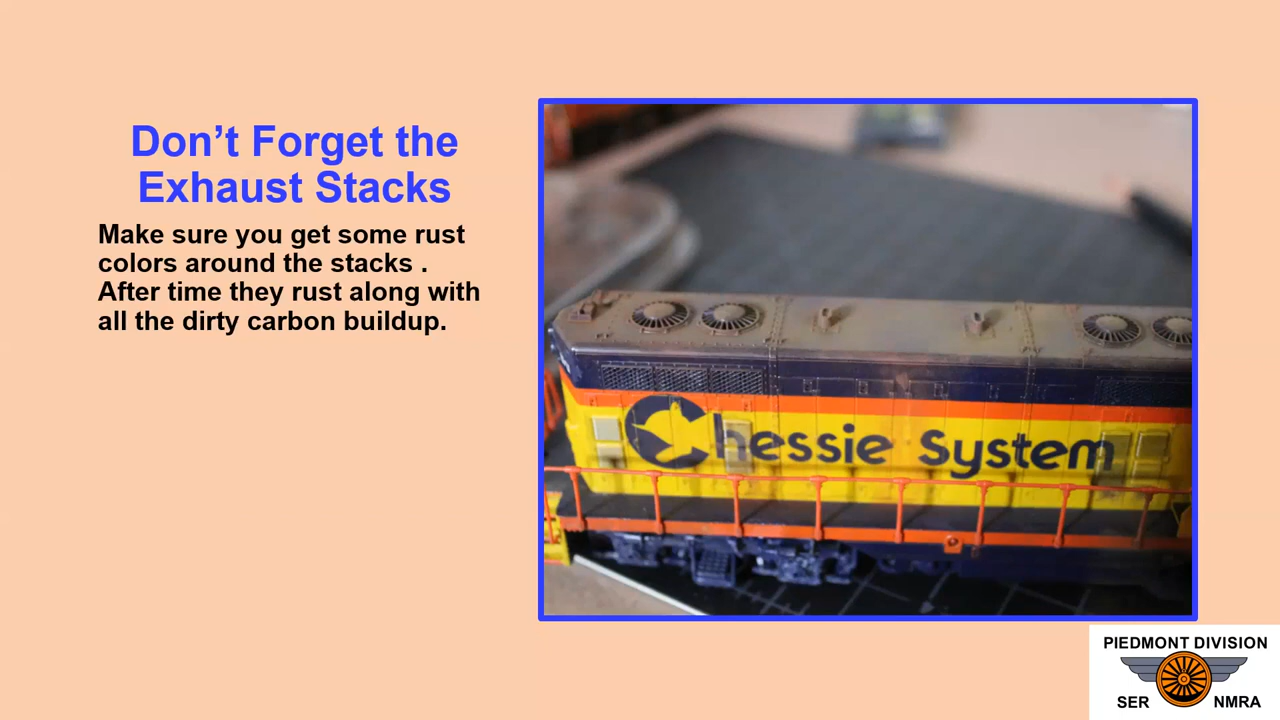 Don’t Forget the
Exhaust Stacks
Make sure you get some rust
colors around the stacks .
After time they rust along with
all the dirty carbon buildup.
Chessie System
PIEDMONT DIVISION
SER NMRA